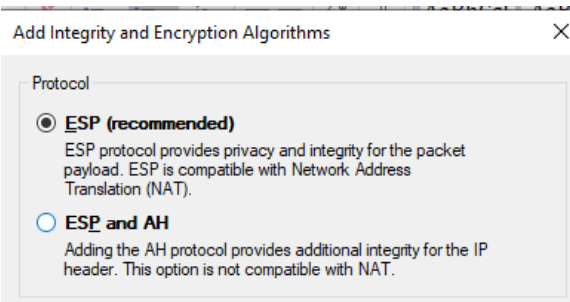 Add Integrity and Encryption Algorithms
Protocol
ESP (recommended)
ESP protocol provides privacy and integrity for the packet
payload. ESP is compatible with Network Address
Translation (NAT).
ESP and AH
Adding the AH protocol provides additional integrity for the IP
header. This option is not compatible with NAT.